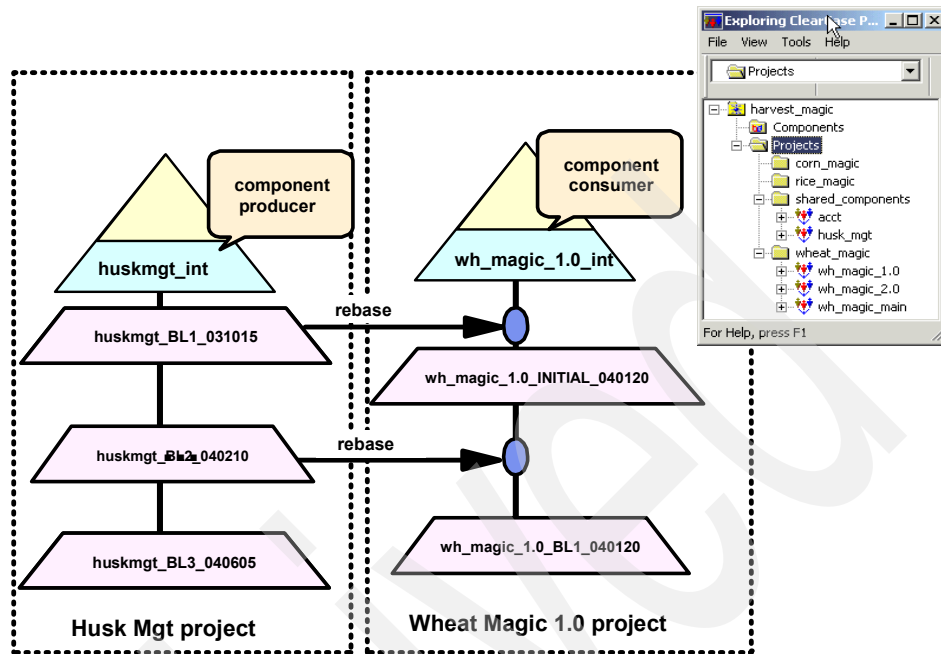 component
producer
huskmgt_int
huskmgt_BL1_031015
huskmgt_BL2_040210
huskmgt_BL3_040605
Husk Mgt project
rebase
rebase
component
consumer
wh_magic_1.0_int
wh_magic_1.0_INITIAL_040120
wh_magic_1.0_BL1_040120
Wheat Magic 1.0 project
Exploring ClearCase P...
File View Tools Help
Projects
harvest_magic
Components
Projects
corn_magic
rice_magic
shared_components
acct
husk_mgt
wheat_magic
wh_magic_1.0
wh_magic_2.0
wh_magic_main
For Help, press F1